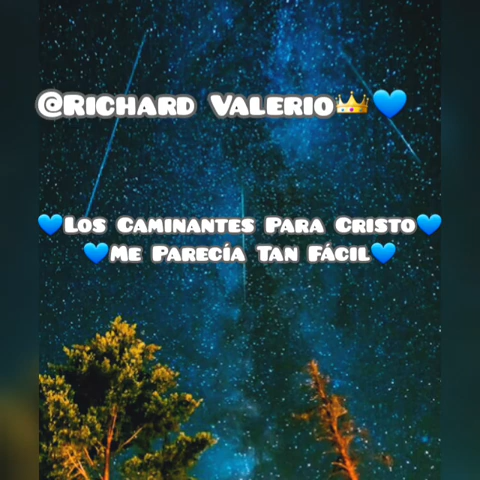 @Richard Valerio👑💙
💙Los Caminantes Para Cristo💙
💙Me Parecía Tan Fácil💙